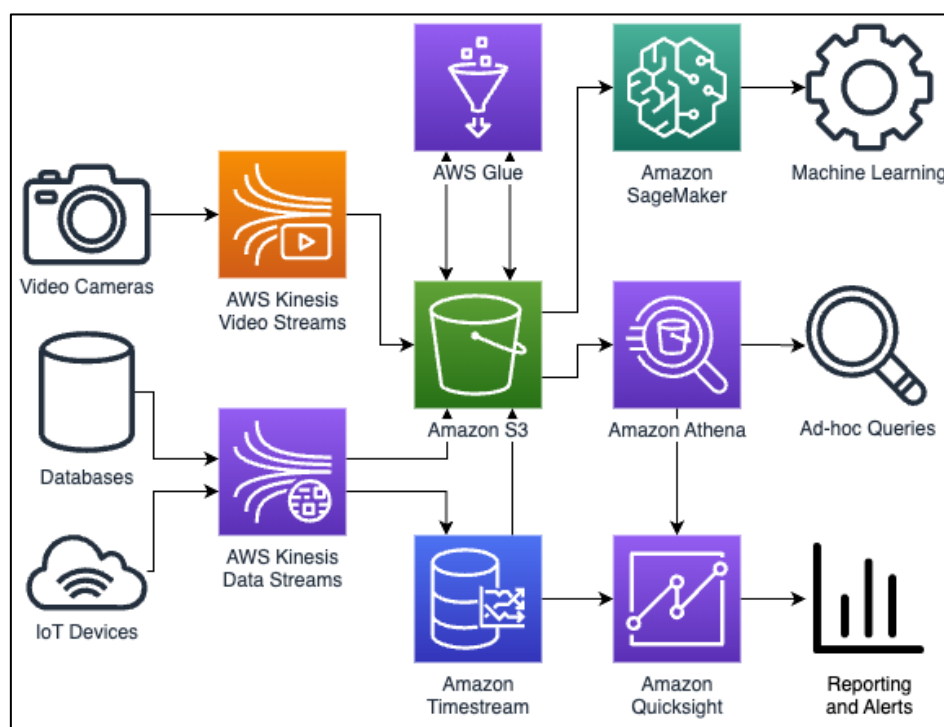 AWS Glue
Amazon
SageMaker
Machine Learning
Video Cameras
AWS Kinesis
Video Streams
Amazon S3
Amazon Athena
Ad-hoc Queries
Databases
AWS Kinesis
Data Streams
IoT Devices
Amazon
Timestream
Amazon
Quicksight
Reporting
and Alerts